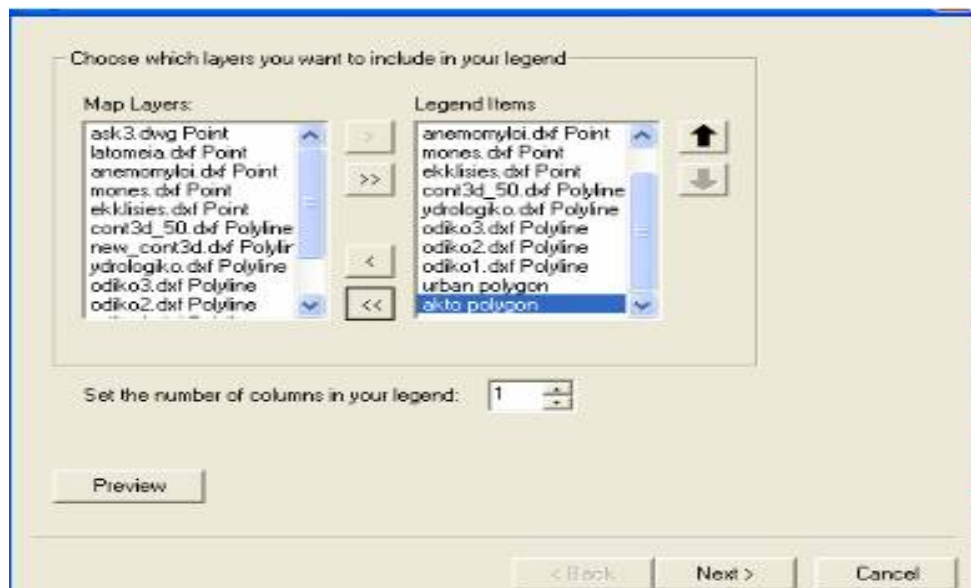 Choose which layers you want to include in your legend
Map Layers:
ask3.dwg Point
latomeia.dxf Point
anemomyloi.dxf Point
mones.dxf Point
ekklisies.dxf Point
cont3d_50.dxf Polyline
new_cont3d.dxf Polylir
ydrologiko.dxf Polyline
odiko3.dxf Polyline
odiko2.dxf Polyline
>
>>
<
<<
Legend Items
anemomyloi.dxf Point
mones.dxf Point
ekklisies.dxf Point
cont3d_50.dxf Polyline
ydrologiko.dxf Polyline
odiko3.dxf Polyline
odiko2.dxf Polyline
odiko1.dxf Polyline
urban polygon
akto polygon
Set the number of columns in your legend: 1
Preview
< Back Next > Cancel